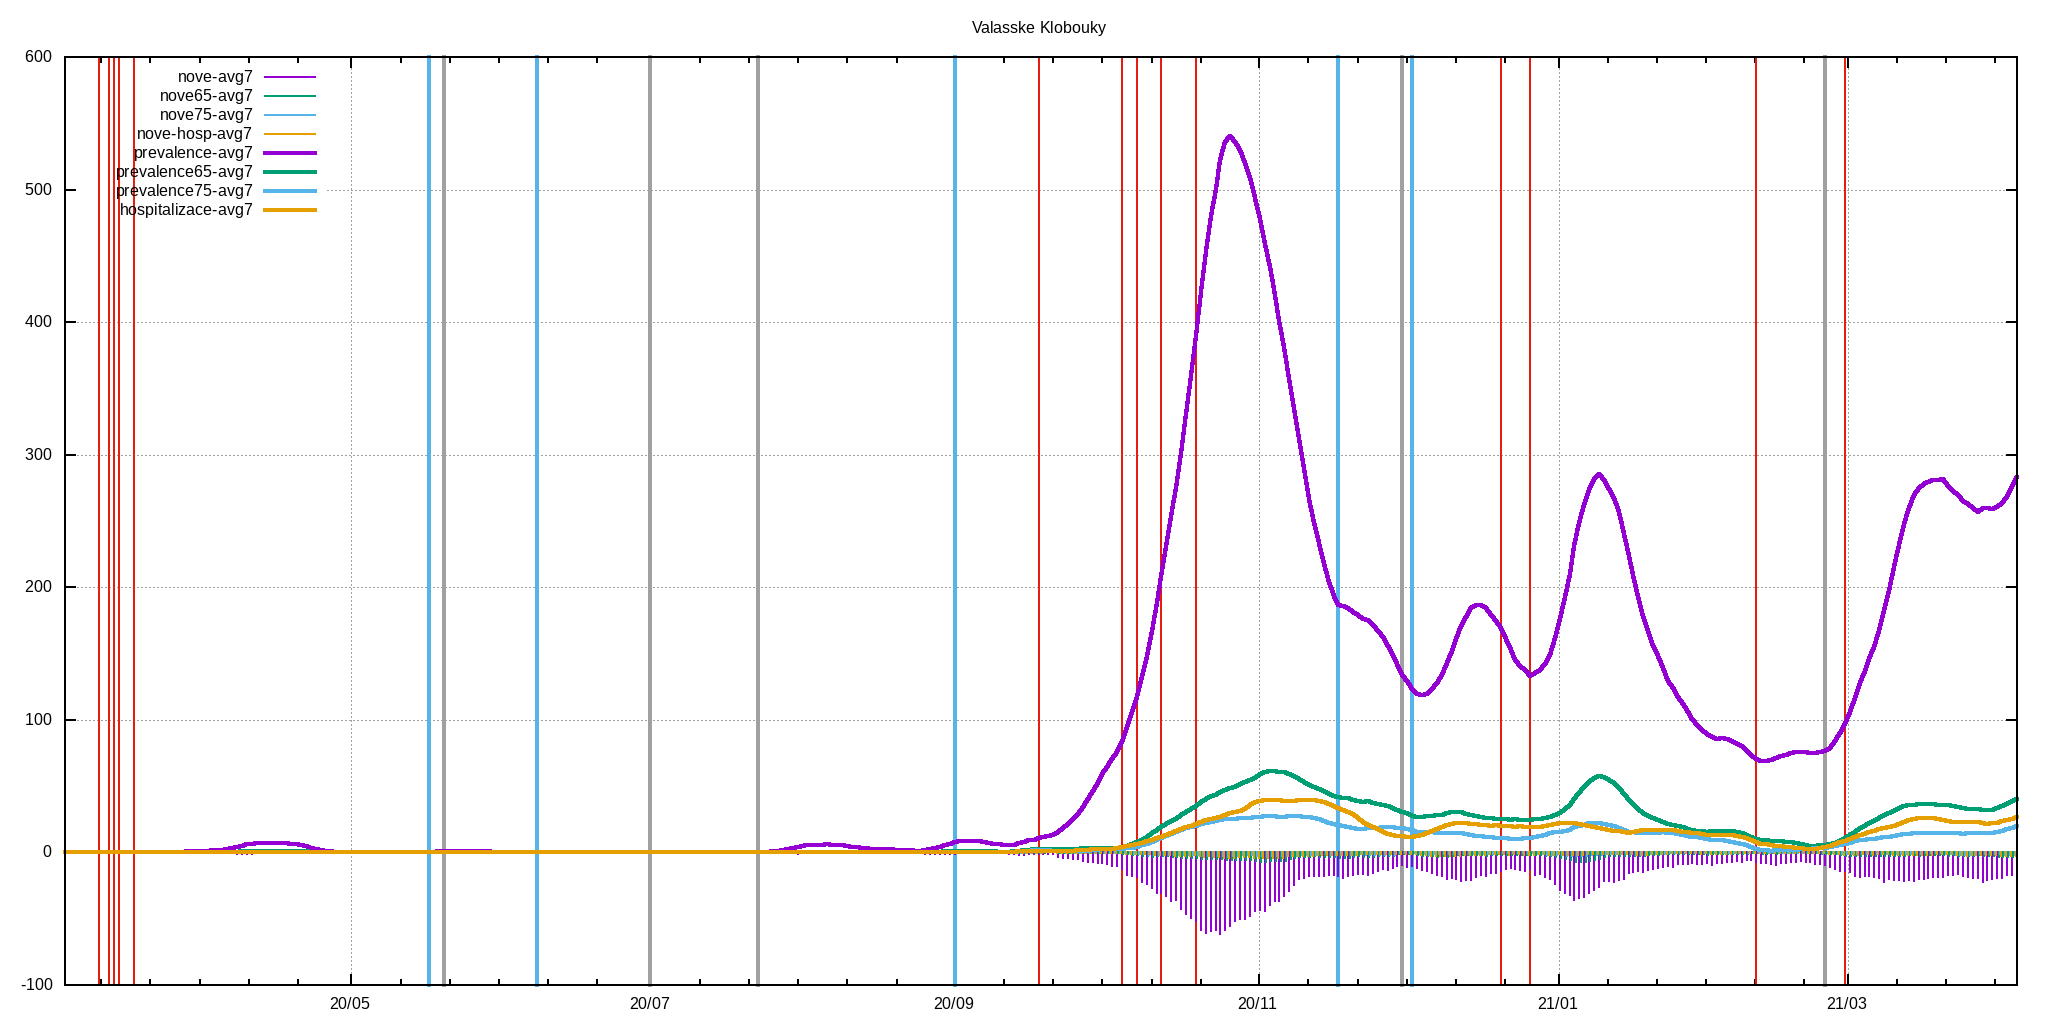 Valasske Klobouky
600
500
400
300
200
100
0
-100
nove-avg7
nove65-avg7
nove75-avg7
nove-hosp-avg7
prevalence-avg7
prevalence65-avg7
prevalence75-avg7
hospitalizace-avg7
20/05 20/07 20/09 20/11 21/01 21/03